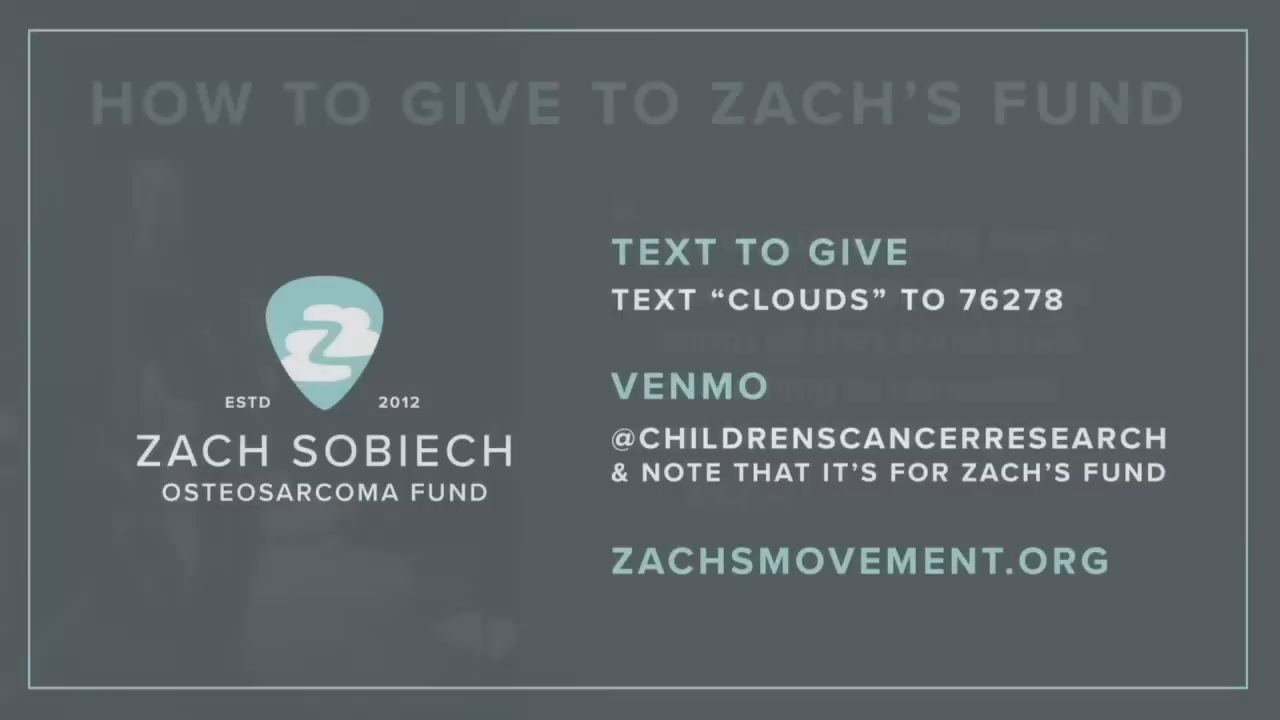 HOW TO GIVE TO ZACH’S FUND
TEXT TO GIVE
TEXT “CLOUDS” TO 76278
VENMO
@CHILDRENSCANCERRESEARCH
& NOTE THAT IT’S FOR ZACH’S FUND
ZACHSMOVEMENT.ORG
Z
ESTD 2012
ZACH SOBIECH
OSTEOSARCOMA FUND